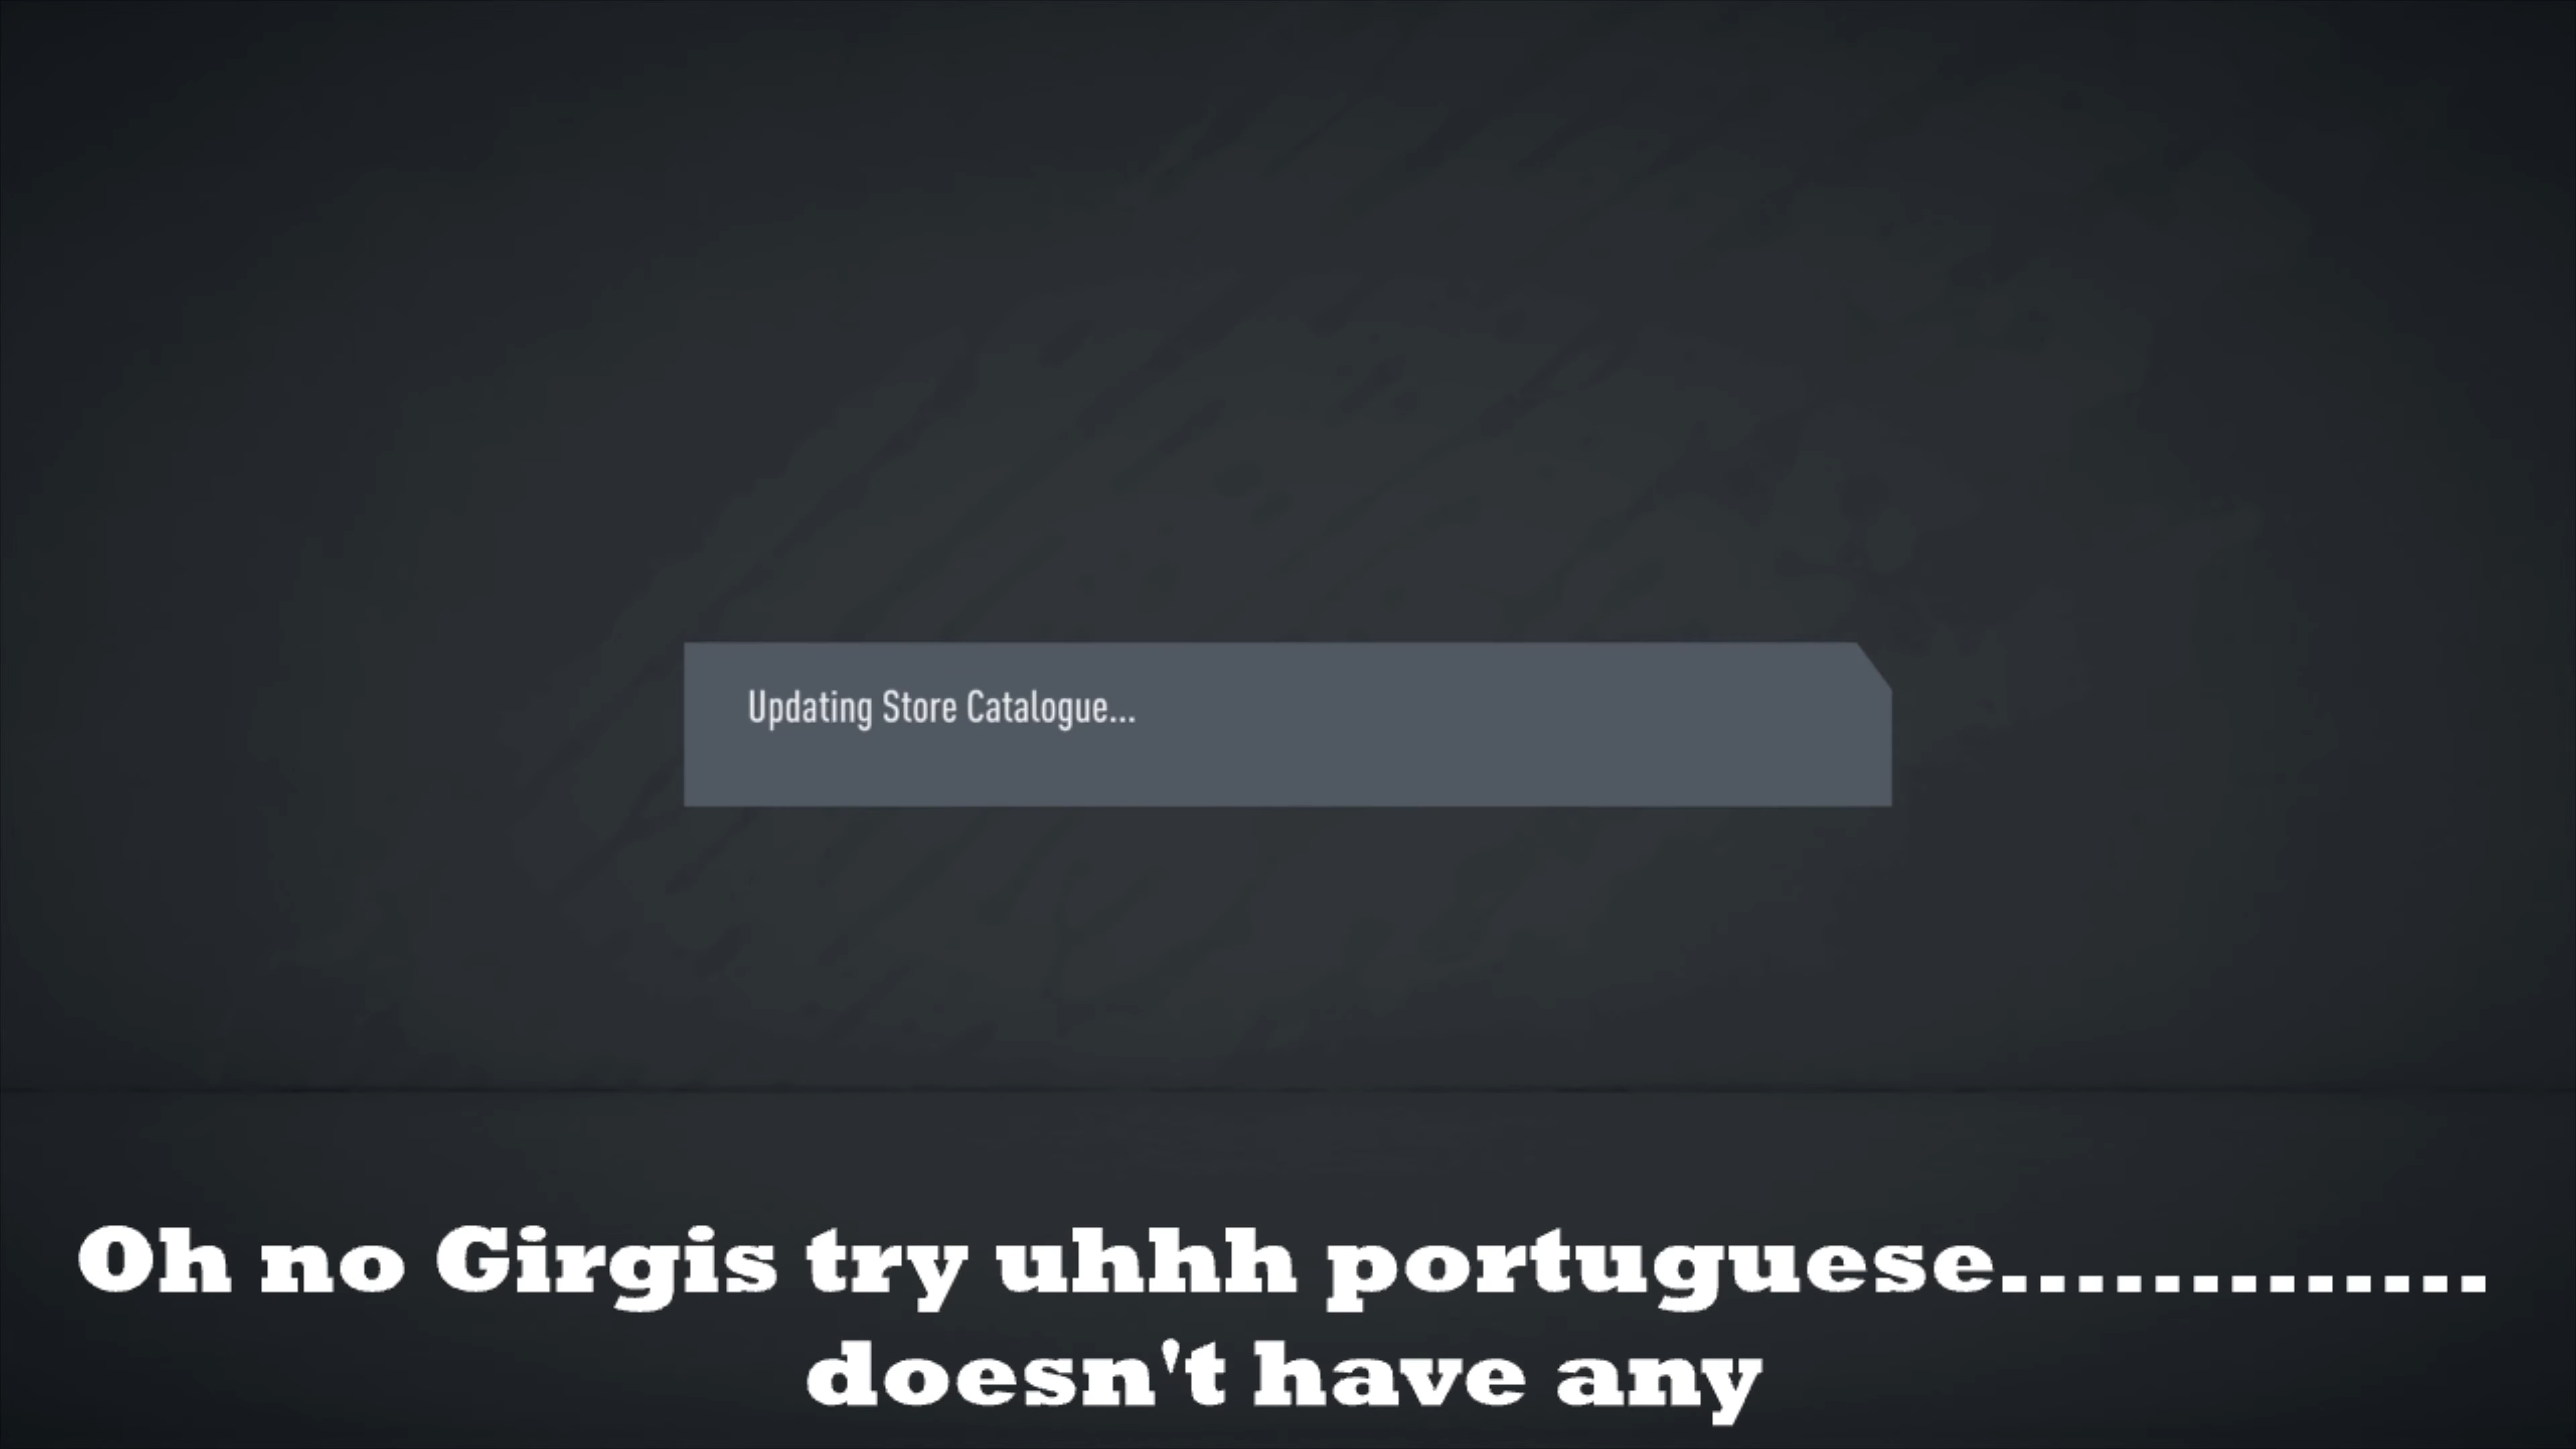 Updating Store Catalogue...
Oh no Girgis try uhhh portuguese.............
doesn't have any